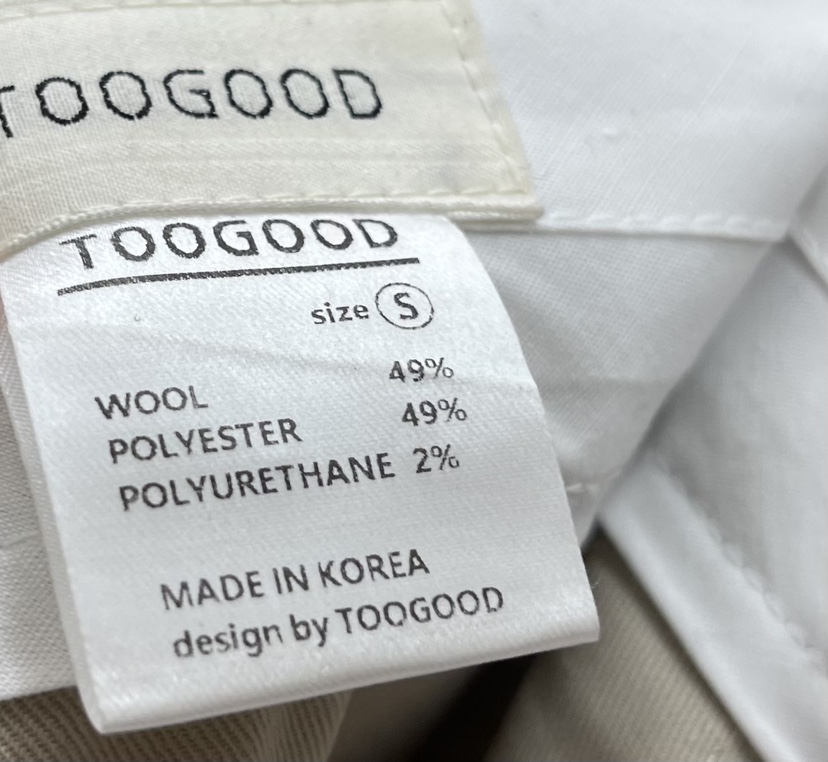 TOOGOOD
TOOGOOD
size S
WOOL 49%
POLYESTER 49%
POLYURETHANE 2%
MADE IN KOREA
design by TOOGOOD